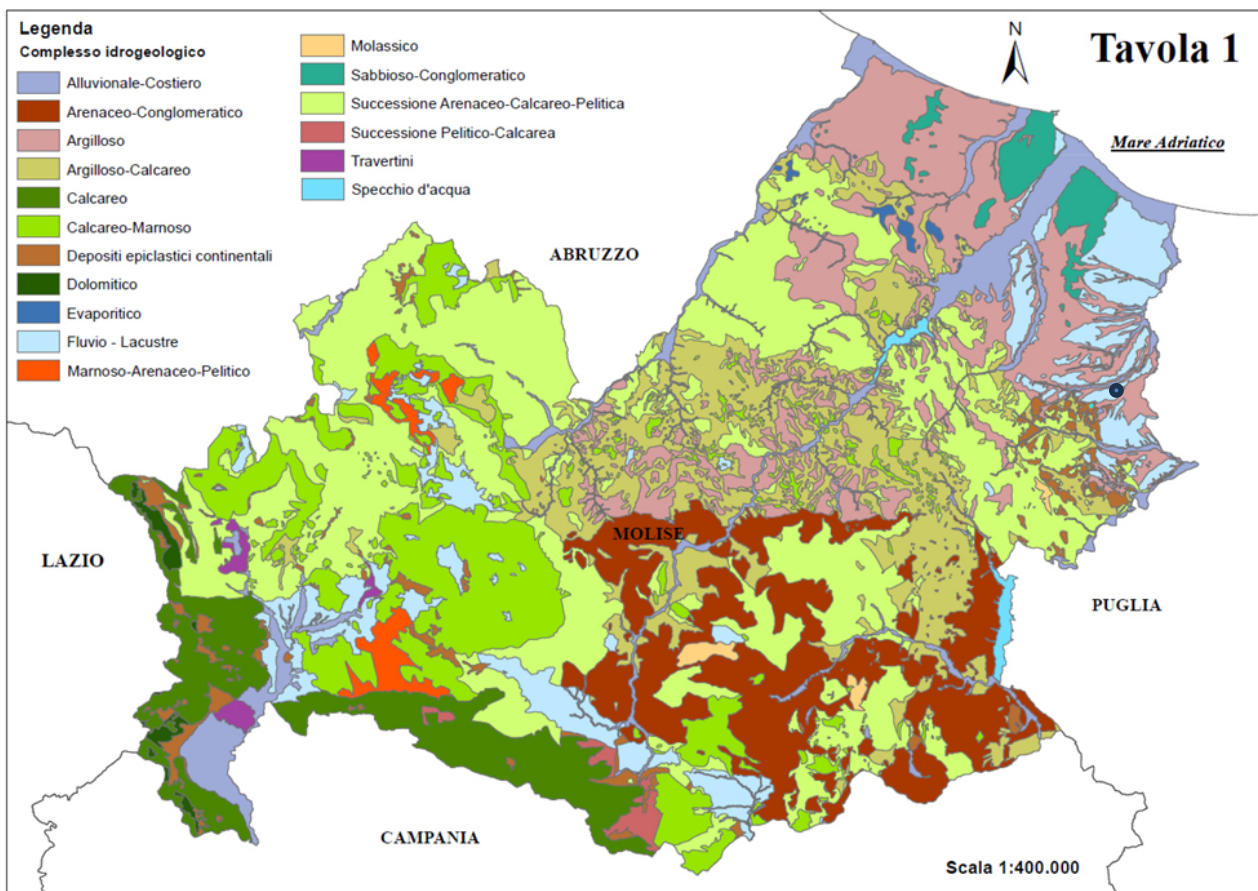 Legenda
Complesso idrogeologico
Alluvionale-Costiero
Arenaceo-Conglomeratico
Argilloso
Argilloso-Calcareo
Calcareo
Calcareo-Marnoso
Depositi epiclastici continentali
Dolomitico
Evaporitico
Fluvio - Lacustre
Marnoso-Arenaceo-Pelitico
Molassico
Sabbioso-Conglomeratico
Successione Arenaceo-Calcareo-Pelitica
Successione Pelitico-Calcarea
Travertini
Specchio d'acqua
N
Tavola 1
Mare Adriatico
ABRUZZO
MOLISE
LAZIO
PUGLIA
CAMPANIA
Scala 1:400.000